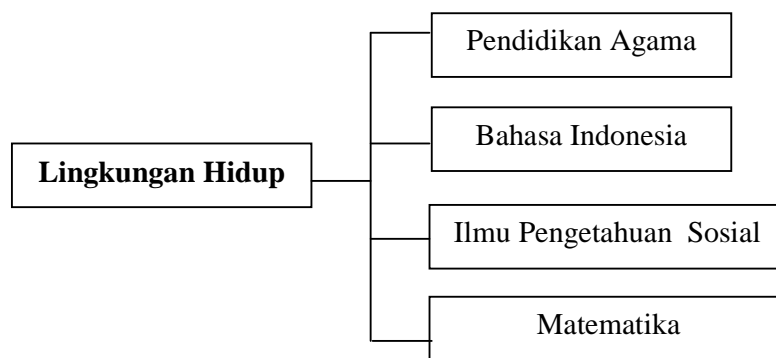 Pendidikan Agama
Bahasa Indonesia
Lingkungan Hidup
Ilmu Pengetahuan Sosial
Matematika